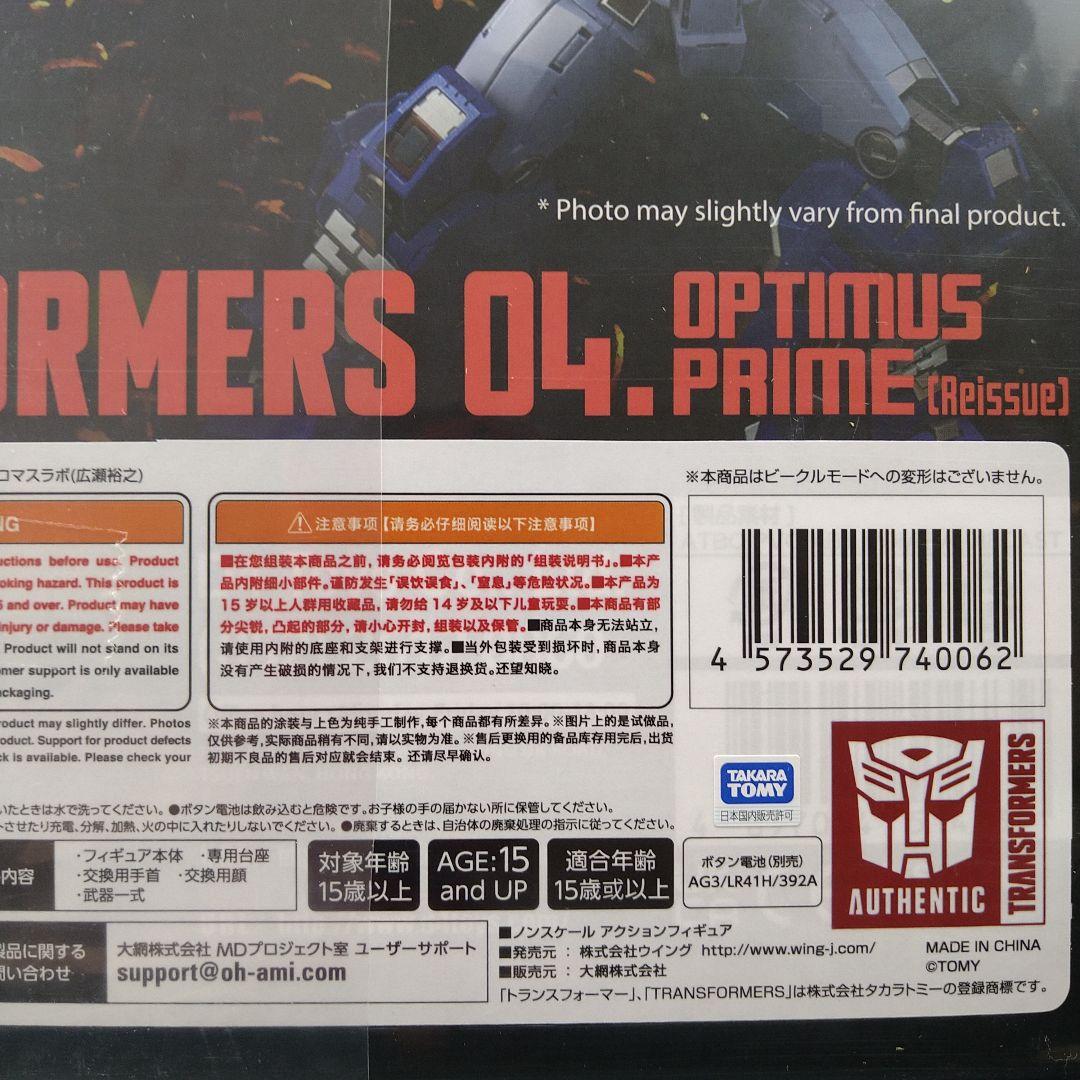 * Photo may slightly vary from final product.
ORMERS 04. OPTIMUS
PRIME [Reissue]
ロマスラボ(広瀬裕之)
※本商品はビークルモードへの変形はございません。
NG
uctions before use. Product
oking hazard. This product is
5 and over. Product may have
injury or damage. Please take
Product will not stand on its
omer support is only available
ackaging.
⚠注意事项【请务必仔细阅读以下注意事项】
■在您组装本商品之前，请务必阅览包装内附的「组装说明书」。■本产
品内附细小部件。谨防发生「误饮误食」、「窒息」等危险状况。■本产品为
15岁以上人群用收藏品，请勿给14岁及以下儿童玩耍。■本商品有部
分尖锐，凸起的部分，请小心开封，组装以及保管。■商品本身无法站立，
请使用内附的底座和支架进行支撑。■当外包装受到损坏时，商品本身
没有产生破损的情况下，我们不支持退换货。还望知晓。
4 573529 740062
roduct may slightly differ. Photos
oduct. Support for product defects
ck is available. Please check your
※本商品的涂装与上色为纯手工制作，每个商品都有所差异。※图片上的是试做品，
仅供参考，实际商品稍有不同，请以实物为准。※售后更换用的备品库存用完后，出货
初期不良品的售后对应就会结束。还请尽早确认。
TAKARA
TOMY
日本国内販売許可
AUTHENTIC
TRANSFORMERS
いたときは水で洗ってください。●ボタン電池は飲み込むと危険です。お子様の手の届かない所に保管してください。
トさせたり充電、分解、加熱、火の中に入れたりしないでください。●廃棄するときは、自治体の廃棄処理の指示に従ってください。
内容
・フィギュア本体 ・専用台座
・交換用手首 ・交換用顔
・武器一式
対象年齢
15歳以上
AGE:15
and UP
適合年齢
15歳或以上
ボタン電池(別売)
AG3/LR41H/392A
製品に関する
問い合わせ
大網株式会社 MDプロジェクト室 ユーザーサポート
support@oh-ami.com
■ノンスケール アクションフィギュア
■発売元 : 株式会社ウイング http://www.wing-j.com/
■販売元 : 大網株式会社
MADE IN CHINA
©TOMY
「トランスフォーマー」、「TRANSFORMERS」は株式会社タカラトミーの登録商標です。